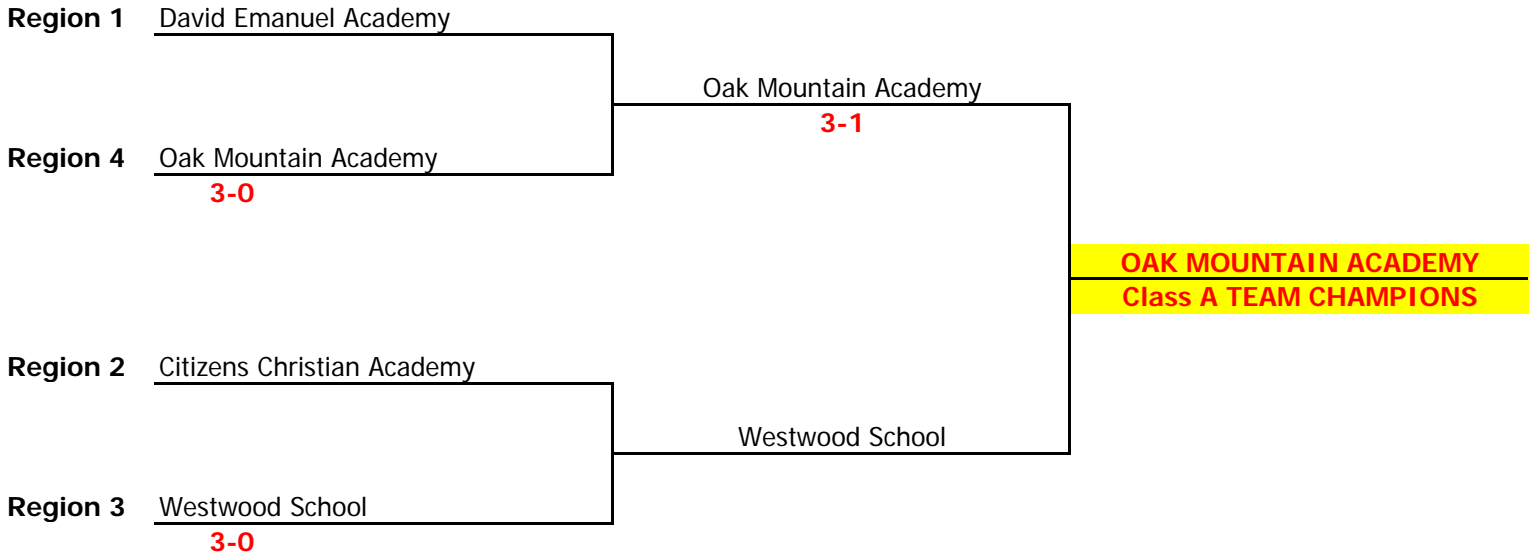 Region 1 David Emanuel Academy
Oak Mountain Academy
3-1
Region 4 Oak Mountain Academy
3-0
OAK MOUNTAIN ACADEMY
Class A TEAM CHAMPIONS
Region 2 Citizens Christian Academy
Westwood School
Region 3 Westwood School
3-0